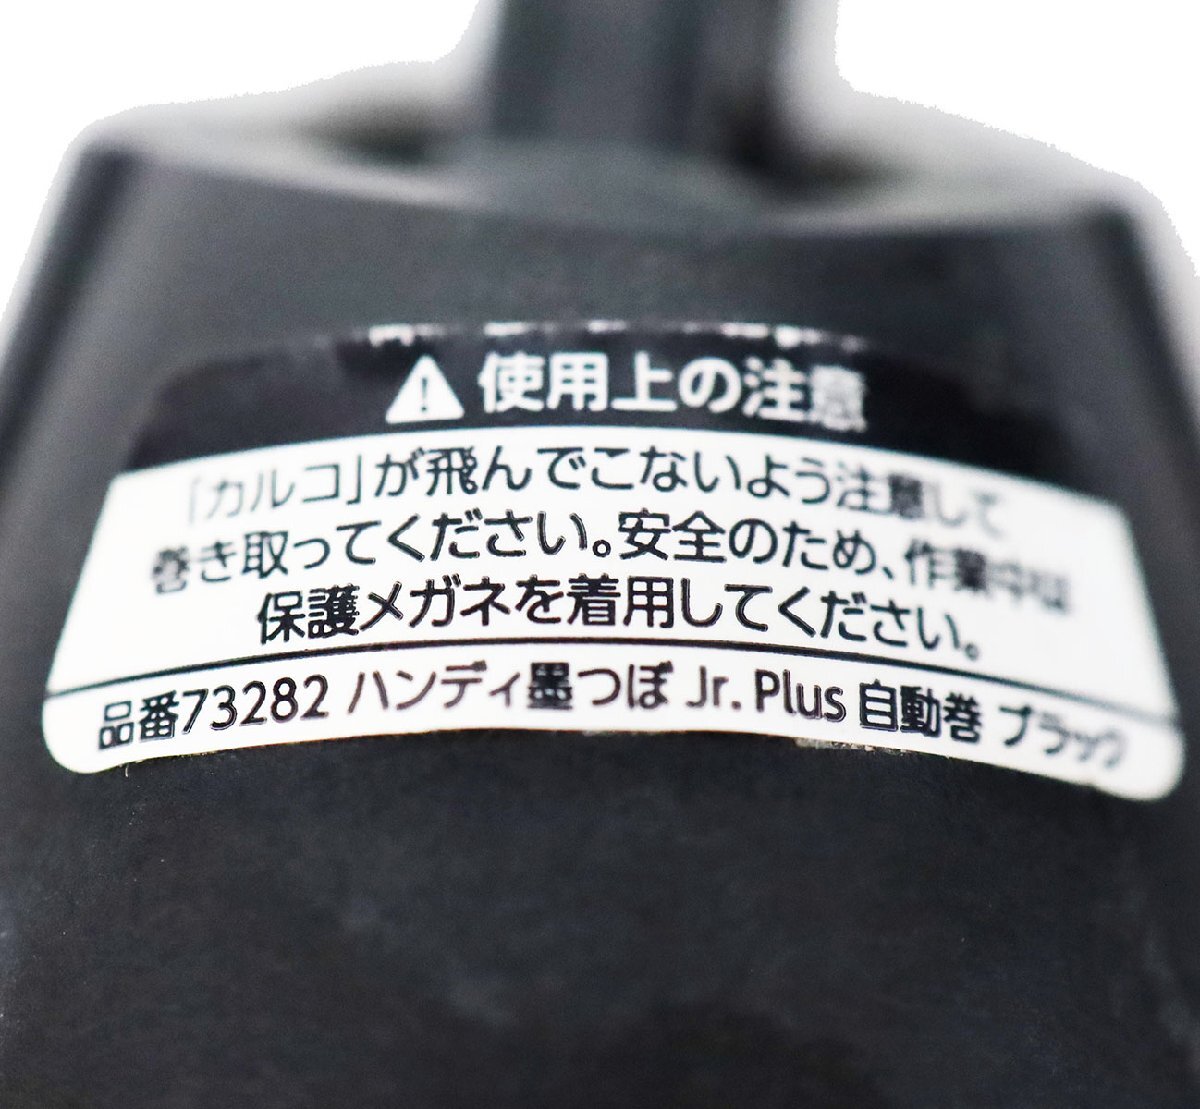 使用上の注意
「カルコ」が飛んでこないよう注意して
巻き取ってください。安全のため、作業中は
保護メガネを着用してください。
品番73282 ハンディ墨つぼ Jr. Plus 自動巻 ブラック